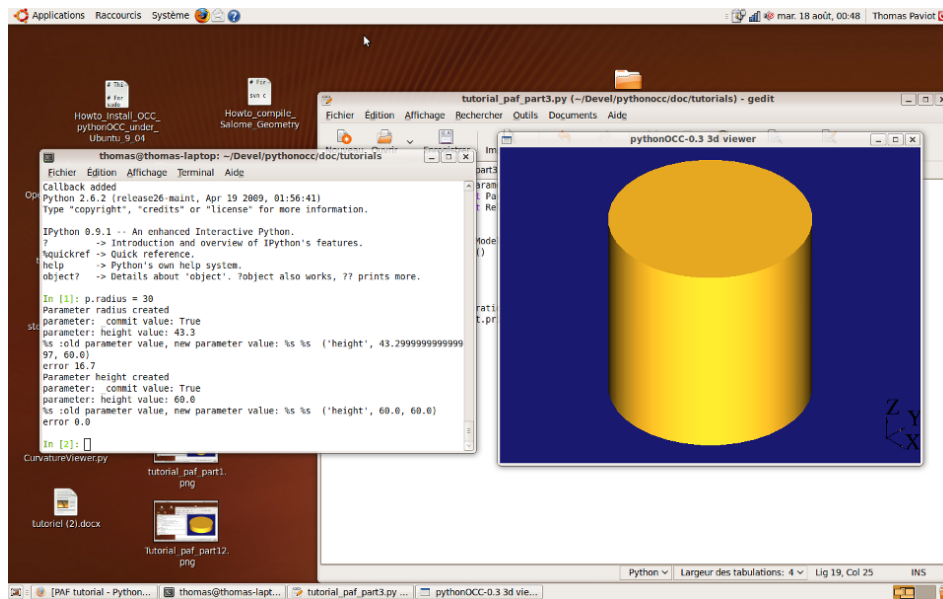 Applications Raccourcis Système
mar. 18 août, 00:48 Thomas Paviot
Howto_Install_OCC_
pythonOCC_under_
Ubuntu_9_04
Howto_compile_
Salome_Geometry
tutorial_paf_part3.py (~/Devel/pythonocc/doc/tutorials) - gedit
Fichier Édition Affichage Rechercher Outils Documents Aide
pythonOCC-0.3 3d viewer
Z
Y
X
thomas@thomas-laptop: ~/Devel/pythonocc/doc/tutorials
Fichier Édition Affichage Terminal Aide
Callback added
Python 2.6.2 (release26-maint, Apr 19 2009, 01:56:41)
Type "copyright", "credits" or "license" for more information.
IPython 0.9.1 -- An enhanced Interactive Python.
? -> Introduction and overview of IPython's features.
%quickref -> Quick reference.
help -> Python's own help system.
object? -> Details about 'object'. ?object also works, ?? prints more.
In [1]: p.radius = 30
Parameter radius created
parameter: _commit value: True
parameter: height value: 43.3
%s :old parameter value, new parameter value: %s %s ('height', 43.2999999999999
97, 60.0)
error 16.7
Parameter height created
parameter: _commit value: True
parameter: height value: 60.0
%s :old parameter value, new parameter value: %s %s ('height', 60.0, 60.0)
error 0.0
In [2]:
CurvatureViewer.py
tutorial_paf_part1.
png
tutoriel (2).docx
Tutorial_paf_part12.
png
Python Largeur des tabulations: 4 Lig 19, Col 25 INS
[PAF tutorial - Python... thomas@thomas-lapt... tutorial_paf_part3.py ... pythonOCC-0.3 3d vie...